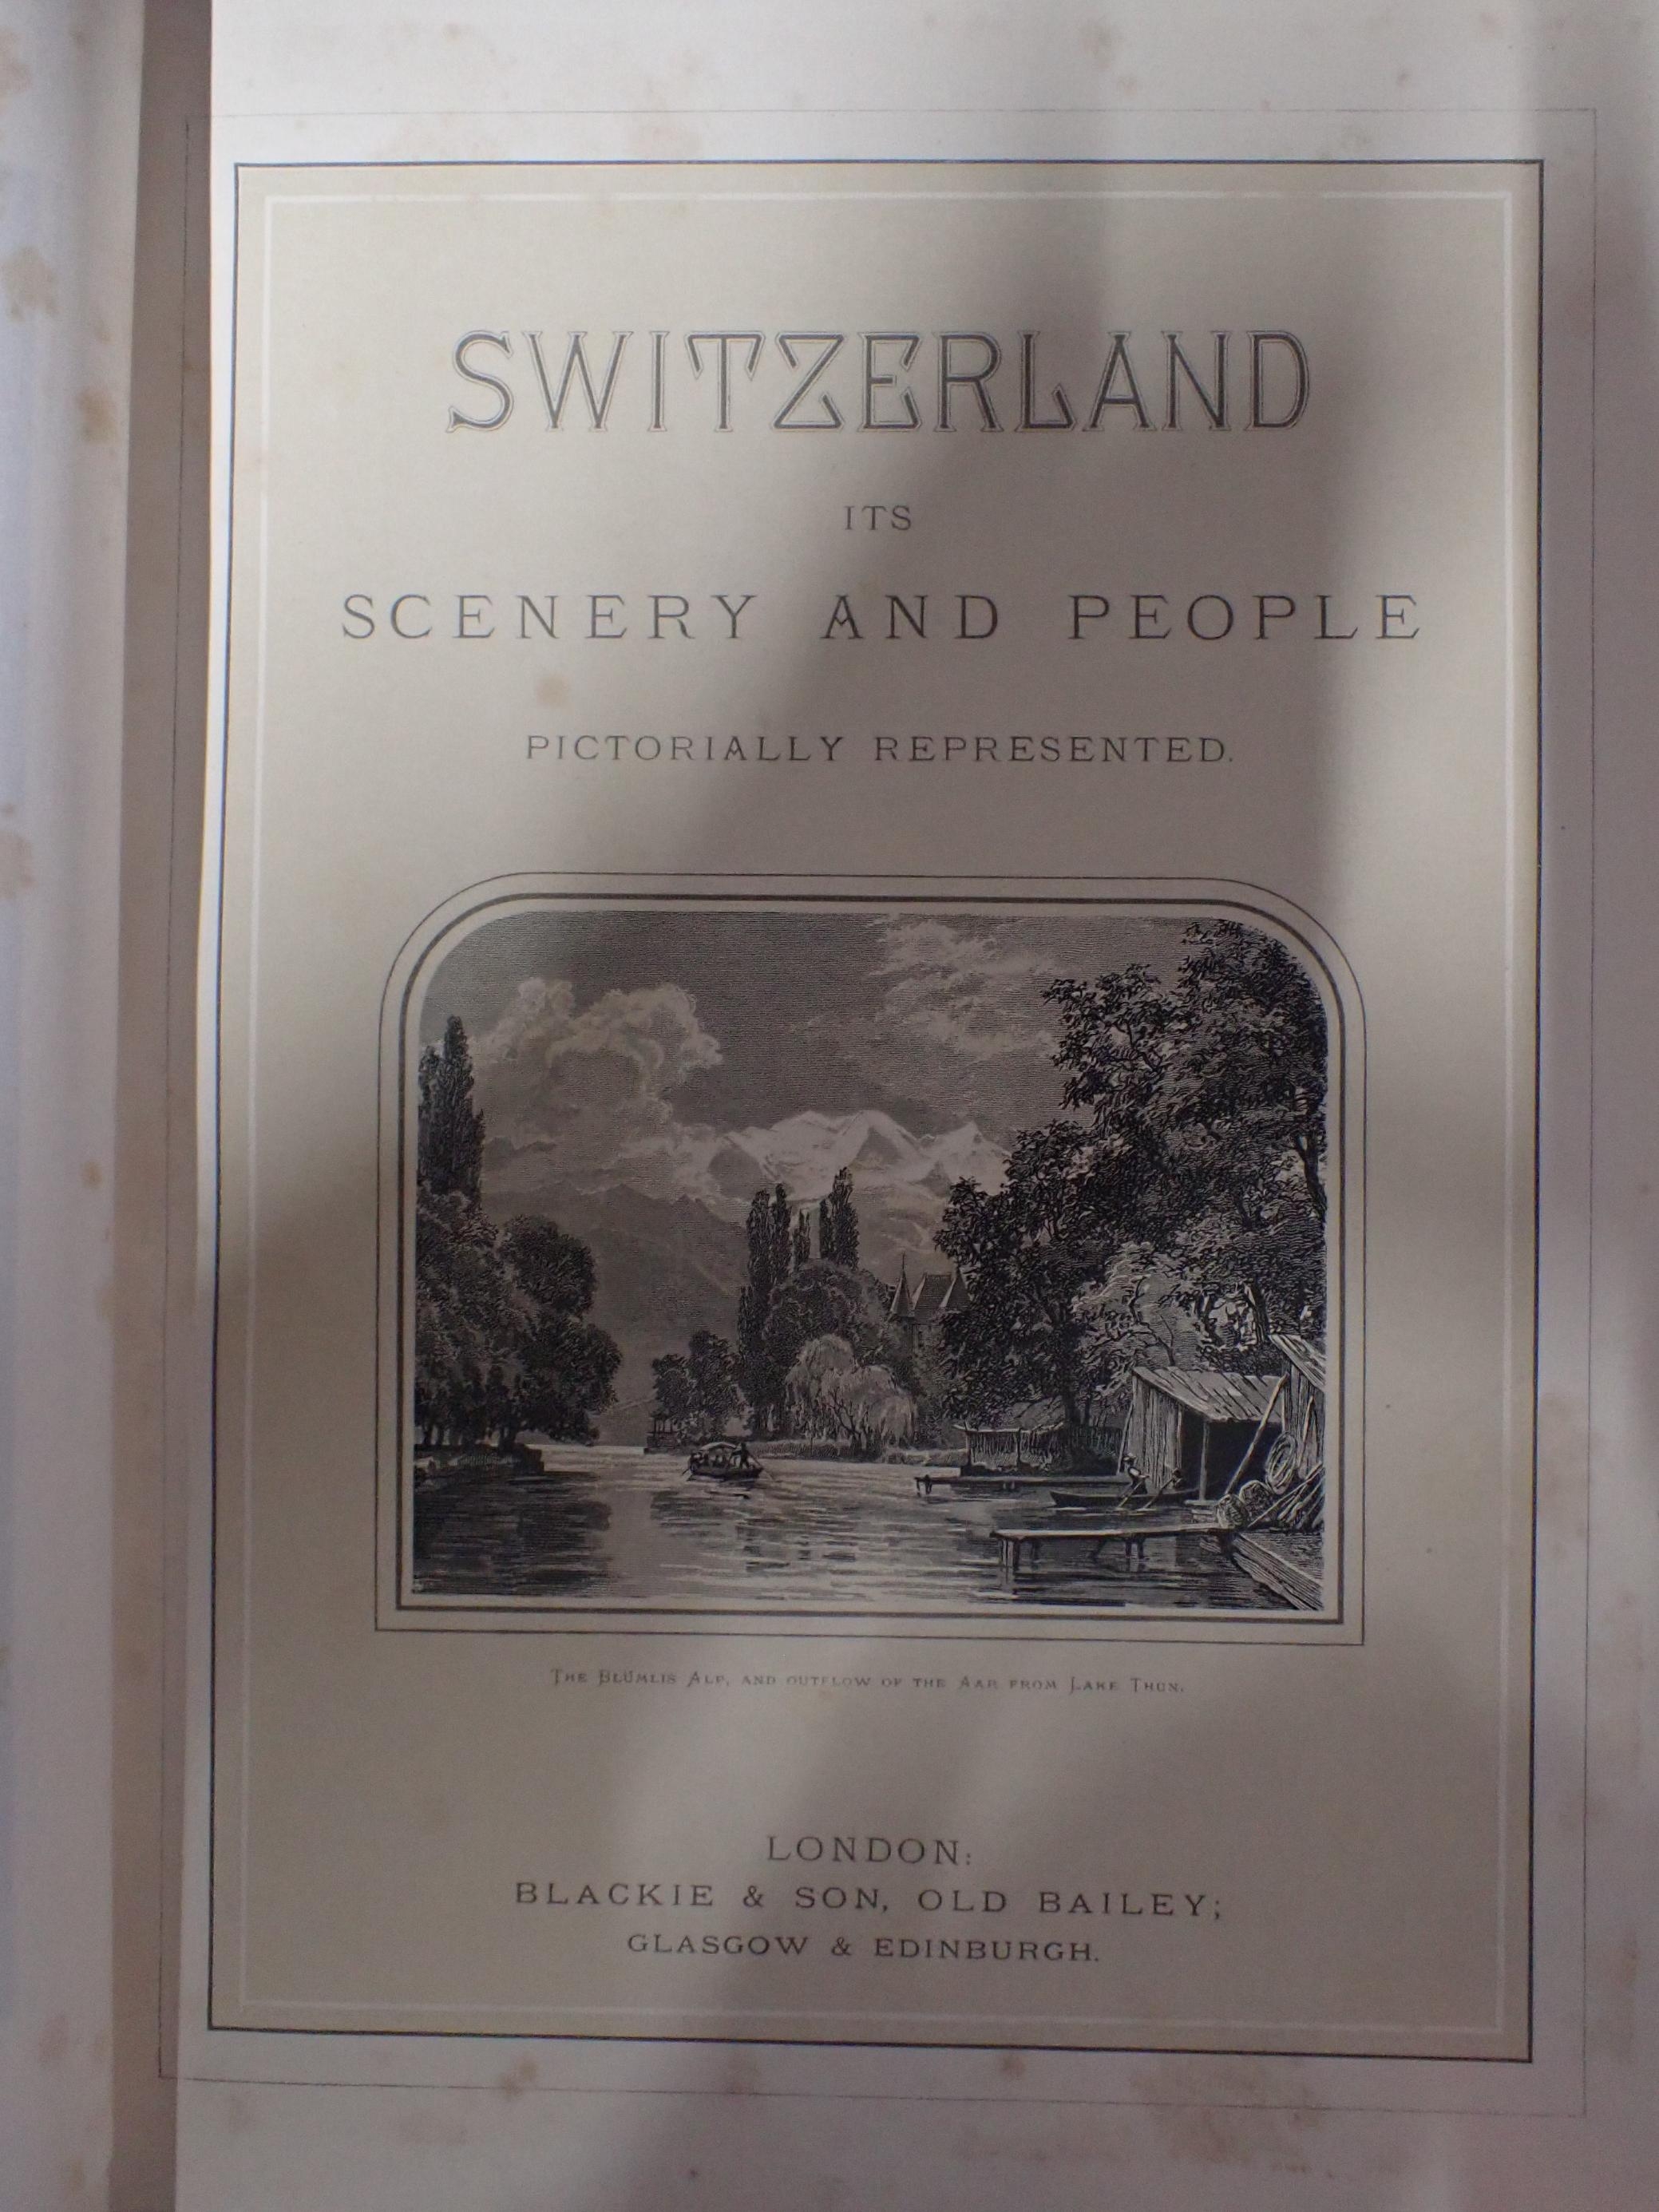 SWITZERLAND
ITS
SCENERY AND PEOPLE
PICTORIALLY REPRESENTED.
THE BLÜMLIS ALP, AND OUTFLOW OF THE AAR FROM LAKE THUN.
LONDON:
BLACKIE & SON, OLD BAILEY;
GLASGOW & EDINBURGH.